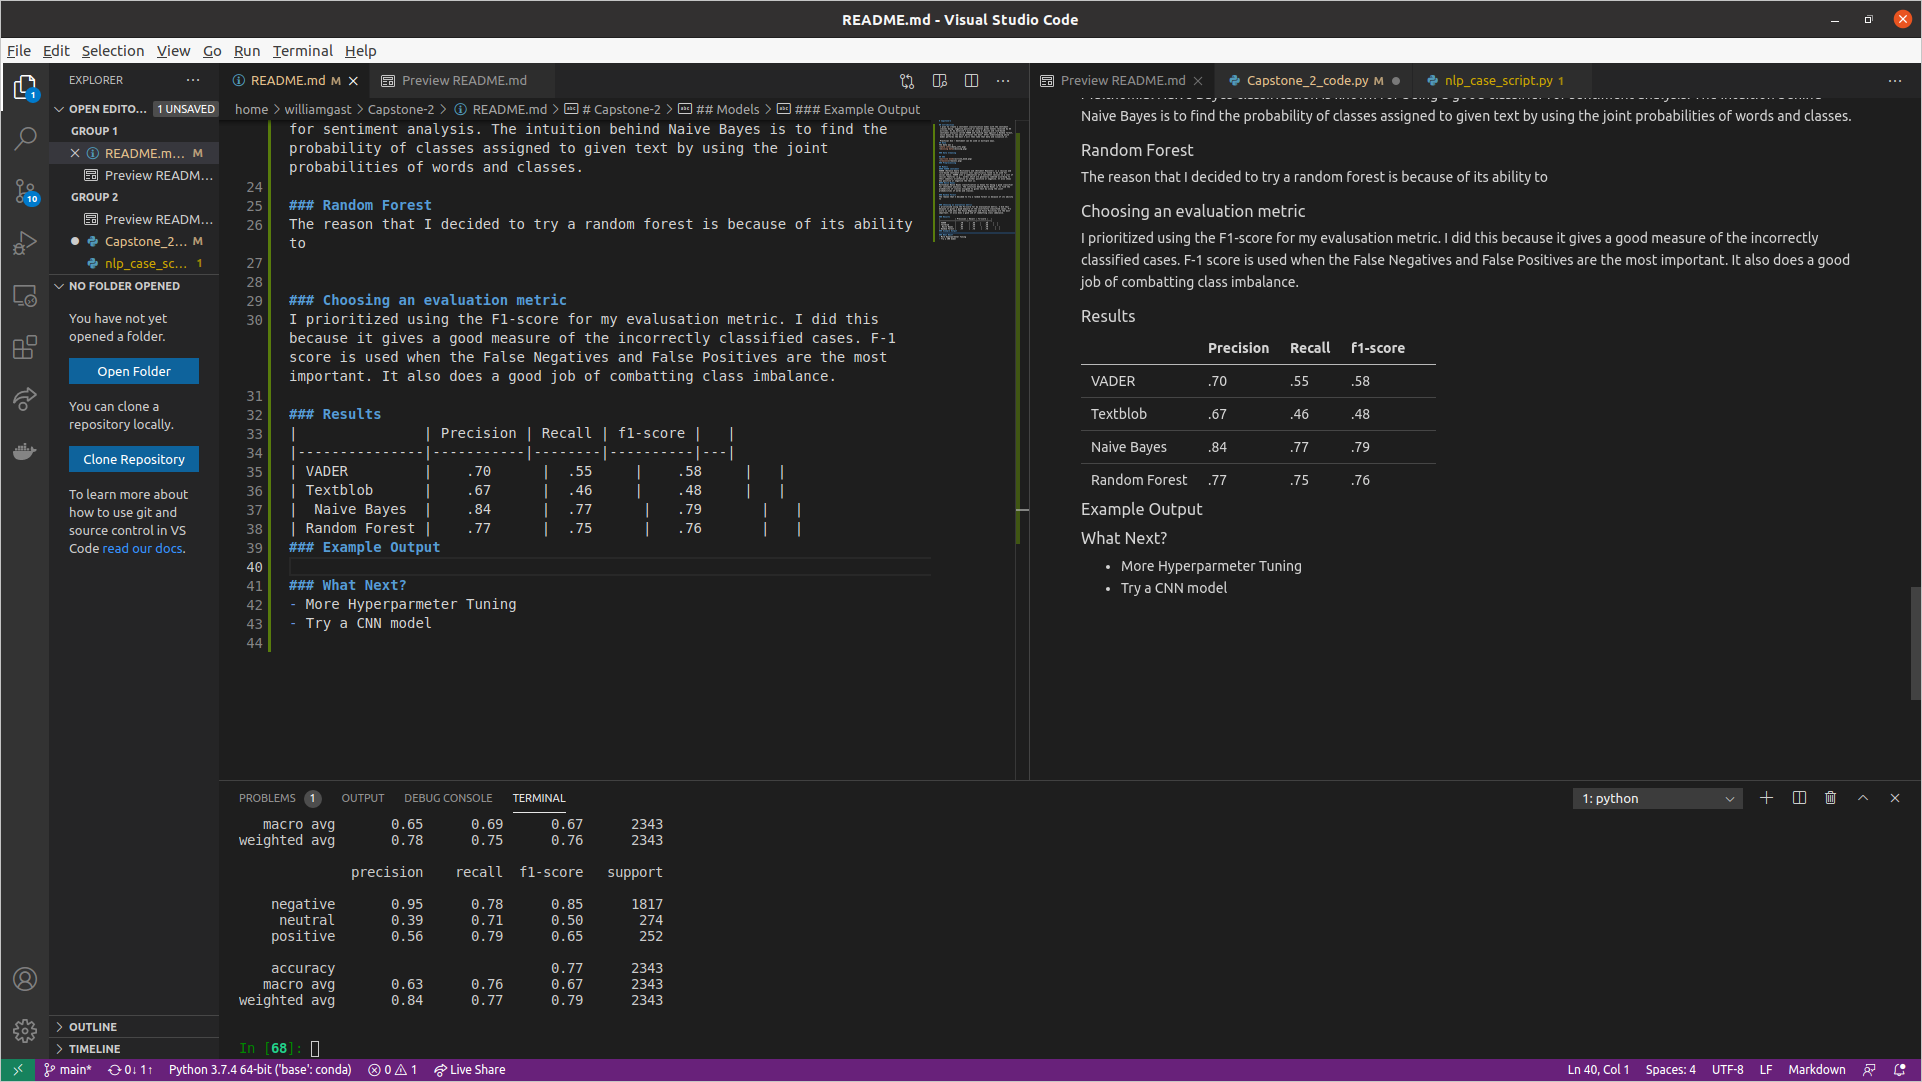 README.md - Visual Studio Code
File Edit Selection View Go Run Terminal Help
EXPLORER
OPEN EDITO... 1 UNSAVED
GROUP 1
README.m... M
Preview READM...
GROUP 2
Preview READM...
Capstone_2... M
nlp_case_sc... 1
NO FOLDER OPENED
You have not yet
opened a folder.
Open Folder
You can clone a
repository locally.
Clone Repository
To learn more about
how to use git and
source control in VS
Code read our docs.
OUTLINE
TIMELINE
1
10
README.md M
Preview README.md
home > williamgast > Capstone-2 > README.md > # Capstone-2 > ## Models > ### Example Output
for sentiment analysis. The intuition behind Naive Bayes is to find the
probability of classes assigned to given text by using the joint
probabilities of words and classes.
24
25 ### Random Forest
26 The reason that I decided to try a random forest is because of its ability
to
27
28
29 ### Choosing an evaluation metric
30 I prioritized using the F1-score for my evalusation metric. I did this
because it gives a good measure of the incorrectly classified cases. F-1
score is used when the False Negatives and False Positives are the most
important. It also does a good job of combatting class imbalance.
31
32 ### Results
33 |               | Precision | Recall | f1-score |   |
34 |---------------|-----------|--------|----------|---|
35 | VADER         |    .70      |  .55     |    .58     |   |
36 | Textblob      |    .67      |  .46     |    .48     |   |
37 |  Naive Bayes  |    .84      |  .77      |   .79       |   |
38 | Random Forest |    .77      |  .75      |   .76       |   |
39 ### Example Output
40
41 ### What Next?
42 - More Hyperparmeter Tuning
43 - Try a CNN model
44
Preview README.md
Capstone_2_code.py M
nlp_case_script.py 1
Naive Bayes is to find the probability of classes assigned to given text by using the joint probabilities of words and classes.
Random Forest
The reason that I decided to try a random forest is because of its ability to
Choosing an evaluation metric
I prioritized using the F1-score for my evalusation metric. I did this because it gives a good measure of the incorrectly
classified cases. F-1 score is used when the False Negatives and False Positives are the most important. It also does a good
job of combatting class imbalance.
Results
Precision Recall f1-score
VADER .70 .55 .58
Textblob .67 .46 .48
Naive Bayes .84 .77 .79
Random Forest .77 .75 .76
Example Output
What Next?
• More Hyperparmeter Tuning
• Try a CNN model
PROBLEMS 1 OUTPUT DEBUG CONSOLE TERMINAL
1: python
macro avg 0.65 0.69 0.67 2343
weighted avg 0.78 0.75 0.76 2343
precision recall f1-score support
negative 0.95 0.78 0.85 1817
neutral 0.39 0.71 0.50 274
positive 0.56 0.79 0.65 252
accuracy 0.77 2343
macro avg 0.63 0.76 0.67 2343
weighted avg 0.84 0.77 0.79 2343
In [68]:
main* 0↓ 1↑ Python 3.7.4 64-bit ('base': conda) 0 1 Live Share
Ln 40, Col 1 Spaces: 4 UTF-8 LF Markdown